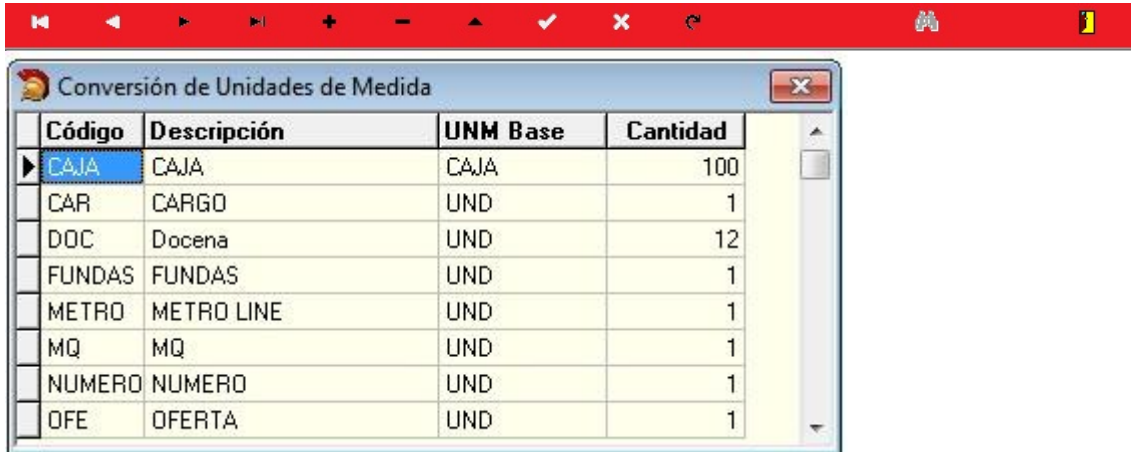 Conversión de Unidades de Medida
Código Descripción UNM Base Cantidad
CAJA CAJA CAJA 100
CAR CARGO UND 1
DOC Docena UND 12
FUNDAS FUNDAS UND 1
METRO METRO LINE UND 1
MQ MQ UND 1
NUMERO NUMERO UND 1
OFE OFERTA UND 1